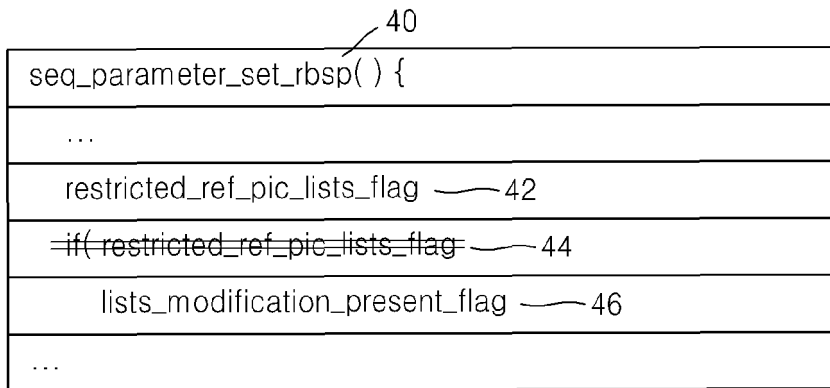 40
seq_parameter_set_rbsp( ) {
...
restricted_ref_pic_lists_flag 42
if( restricted_ref_pic_lists_flag 44
lists_modification_present_flag 46
...